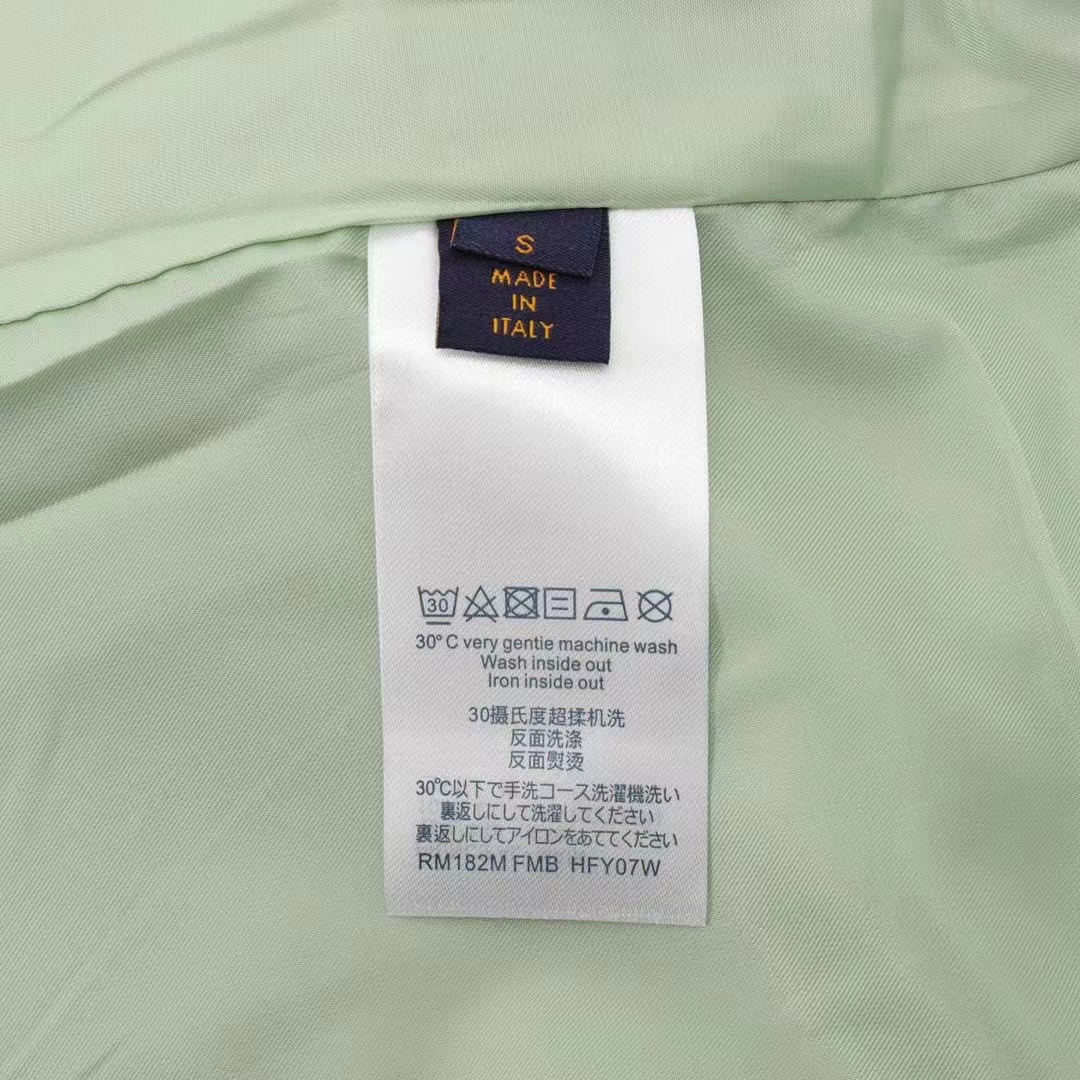 S
MADE
IN
ITALY
30
30°C very gentie machine wash
Wash inside out
Iron inside out
30摄氏度超揉机洗
反面洗涤
反面熨烫
30℃以下で手洗コース洗濯機洗い
裏返しにして洗濯してください
裏返しにしてアイロンをあててください
RM182M FMB HFY07W